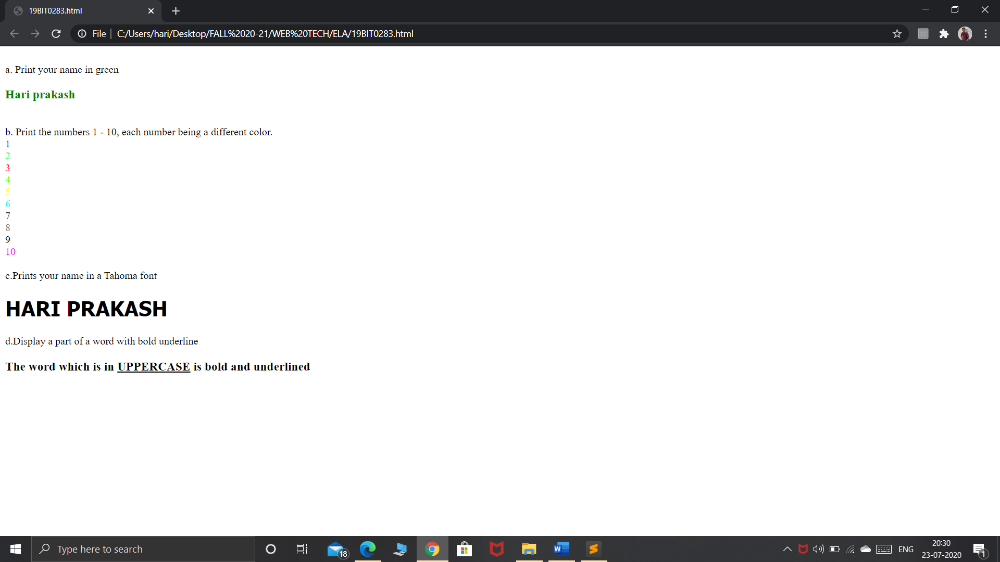 19BIT0283.html
File
C:/Users/hari/Desktop/FALL%2020-21/WEB%20TECH/ELA/19BIT0283.html
a. Print your name in green
Hari prakash
b. Print the numbers 1 - 10, each number being a different color.
1
2
3
4
5
6
7
8
9
10
c.Prints your name in a Tahoma font
HARI PRAKASH
d.Display a part of a word with bold underline
The word which is in UPPERCASE is bold and underlined
Type here to search
18
W
ENG
20:30
23-07-2020
1